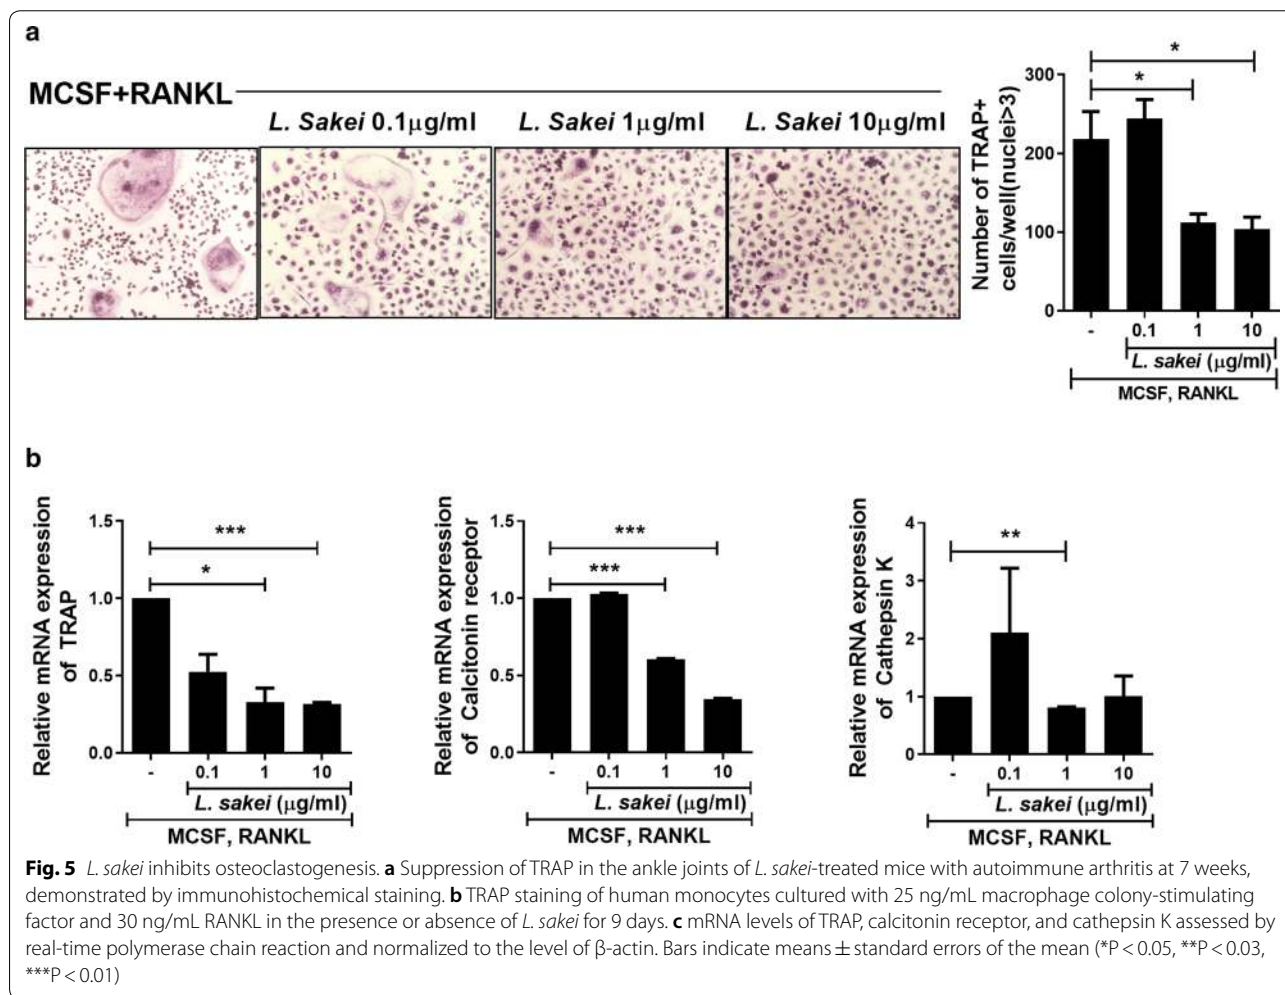 a
MCSF+RANKL
L. Sakei 0.1μg/ml
L. Sakei 1μg/ml
L. Sakei 10μg/ml
Number of TRAP+
cells/well(nuclei>3)
300
200
100
0
*
*
-
0.1
1
10
L. sakei (μg/ml)
MCSF, RANKL
b
Relative mRNA expression
of TRAP
1.5
1.0
0.5
0.0
***
*
-
0.1
1
10
L. sakei (μg/ml)
MCSF, RANKL
Relative mRNA expression
of Calcitonin receptor
1.5
1.0
0.5
0.0
***
***
-
0.1
1
10
L. sakei (μg/ml)
MCSF, RANKL
Relative mRNA expression
of Cathepsin K
4
3
2
1
0
**
-
0.1
1
10
L. sakei (μg/ml)
MCSF, RANKL
Fig. 5 L. sakei inhibits osteoclastogenesis. a Suppression of TRAP in the ankle joints of L. sakei-treated mice with autoimmune arthritis at 7 weeks,
demonstrated by immunohistochemical staining. b TRAP staining of human monocytes cultured with 25 ng/mL macrophage colony-stimulating
factor and 30 ng/mL RANKL in the presence or absence of L. sakei for 9 days. c mRNA levels of TRAP, calcitonin receptor, and cathepsin K assessed by
real-time polymerase chain reaction and normalized to the level of β-actin. Bars indicate means ± standard errors of the mean (*P < 0.05, **P < 0.03,
***P < 0.01)